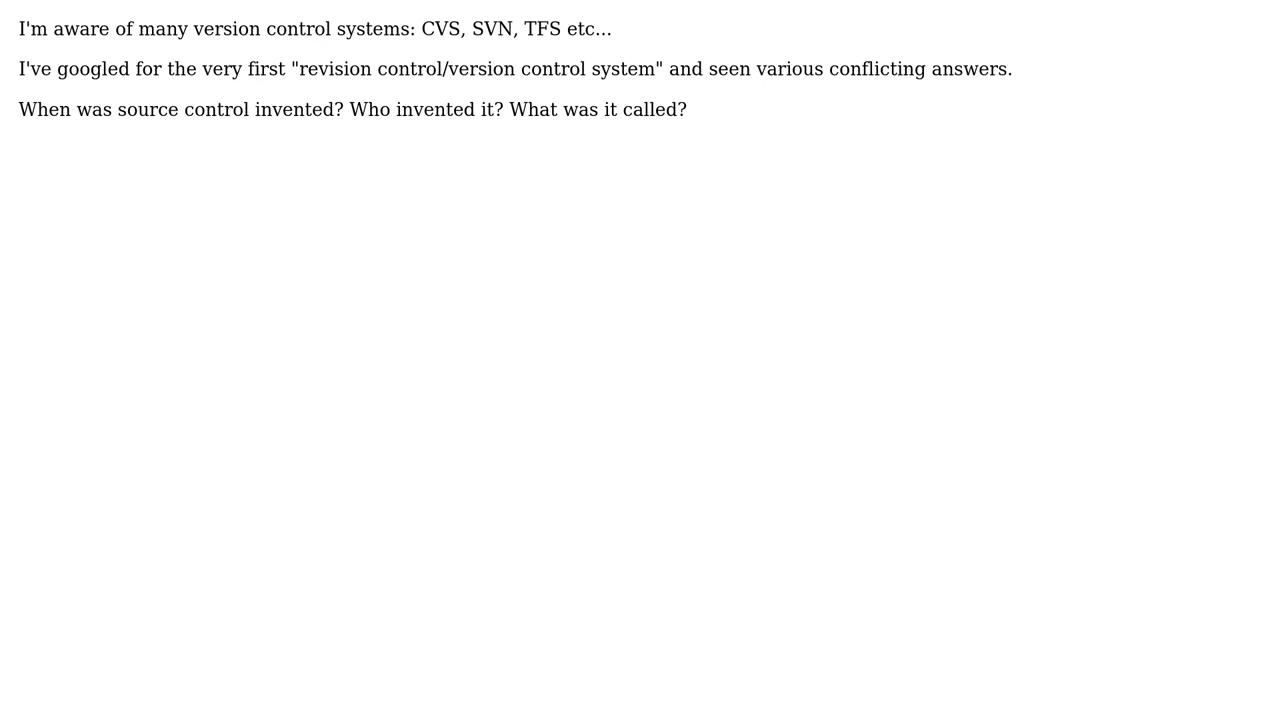 I'm aware of many version control systems: CVS, SVN, TFS etc...
I've googled for the very first "revision control/version control system" and seen various conflicting answers.
When was source control invented? Who invented it? What was it called?